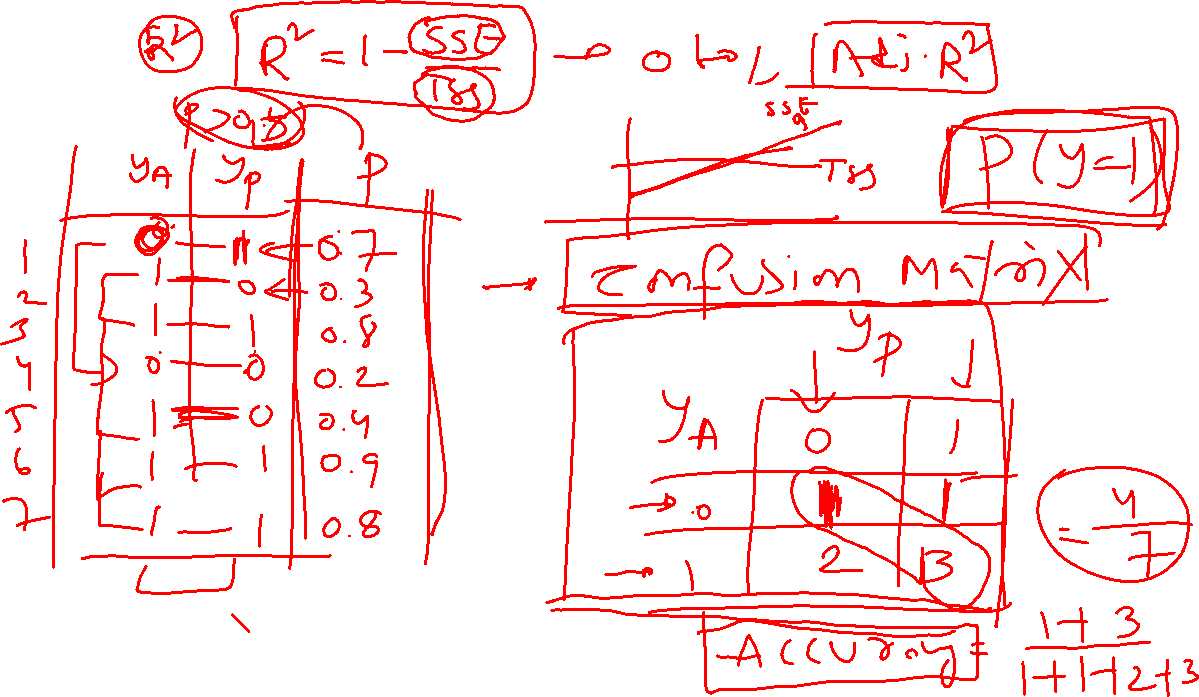 R² R² = 1 - SSE/TSS → 0 to 1, Adj. R²
P>0.5
SSE
TSS
P(y=1)
yA yp P
1 0 — 1 ← 0.7
2 1 — 0 ← 0.3
3 1 — 1 0.8
4 0 — 0 0.2
5 1 — 0 0.4
6 1 — 1 0.9
7 1 — 1 0.8
→ Confusion Matrix
yp
yA 0 1
→ 0 1 1
→ 1 2 3
= 4/7
Accuracy = 1+3/1+1+2+3